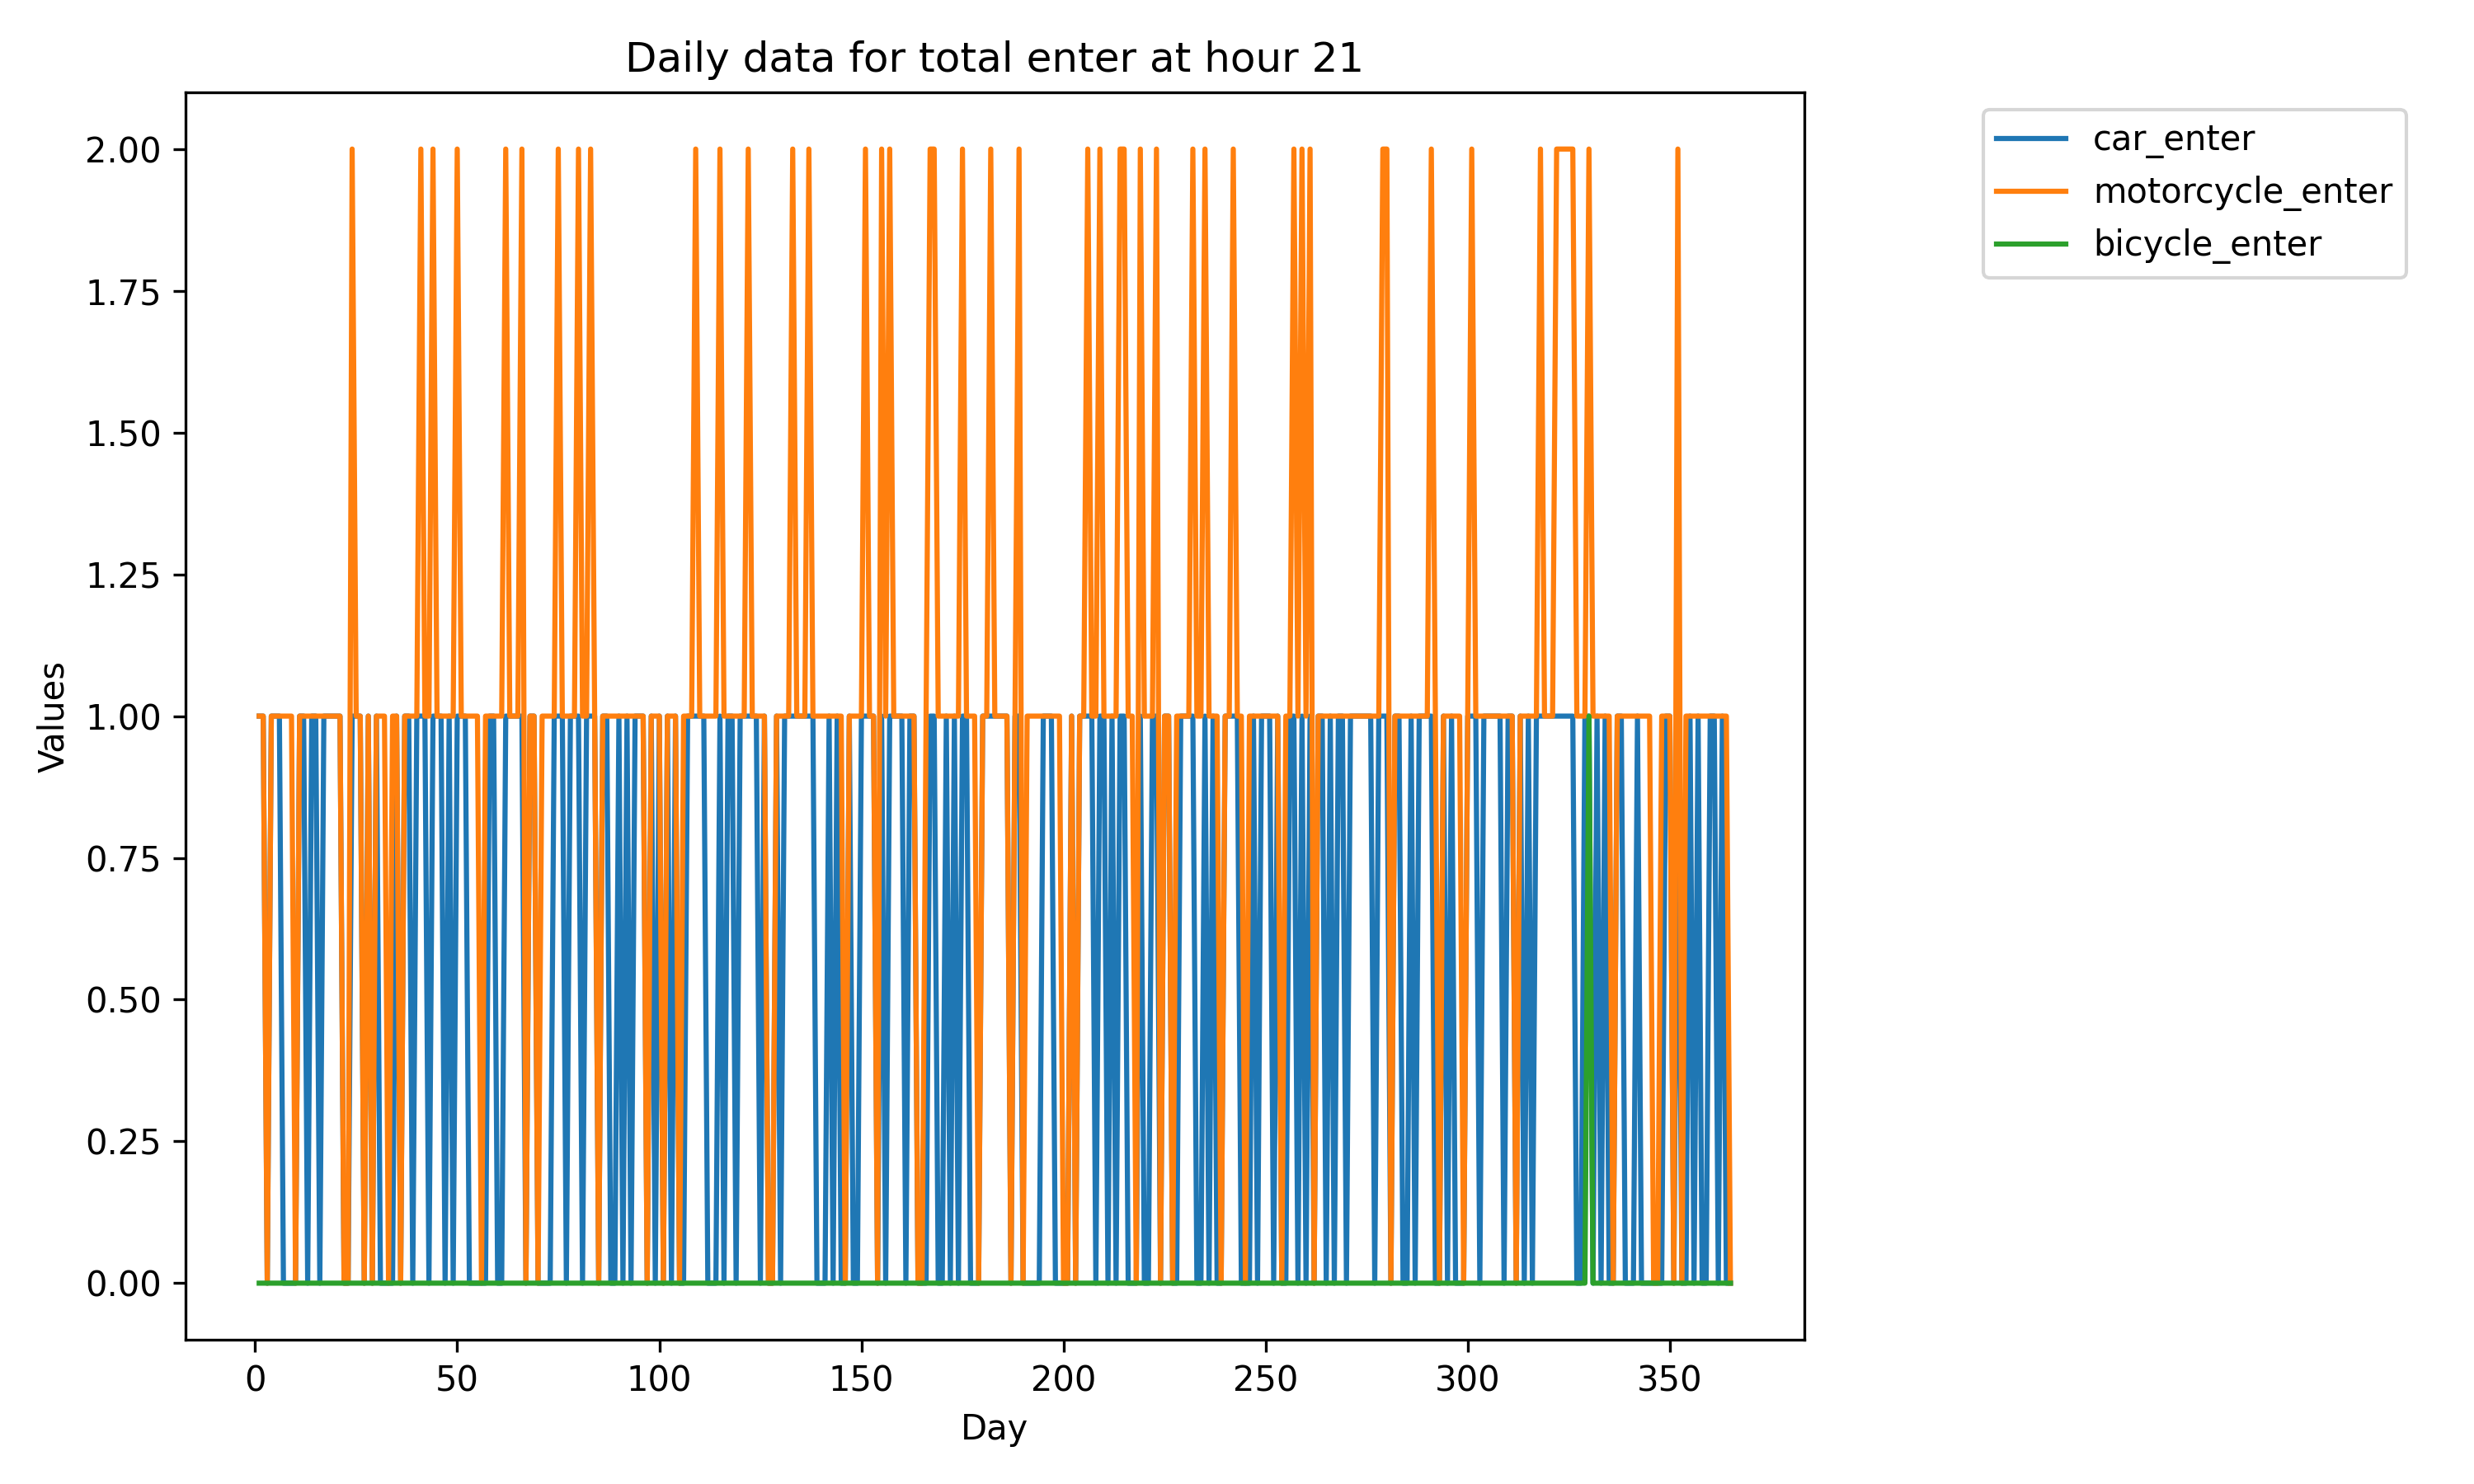 Daily data for total enter at hour 21
car_enter
motorcycle_enter
bicycle_enter
Values
2.00
1.75
1.50
1.25
1.00
0.75
0.50
0.25
0.00
0 50 100 150 200 250 300 350
Day